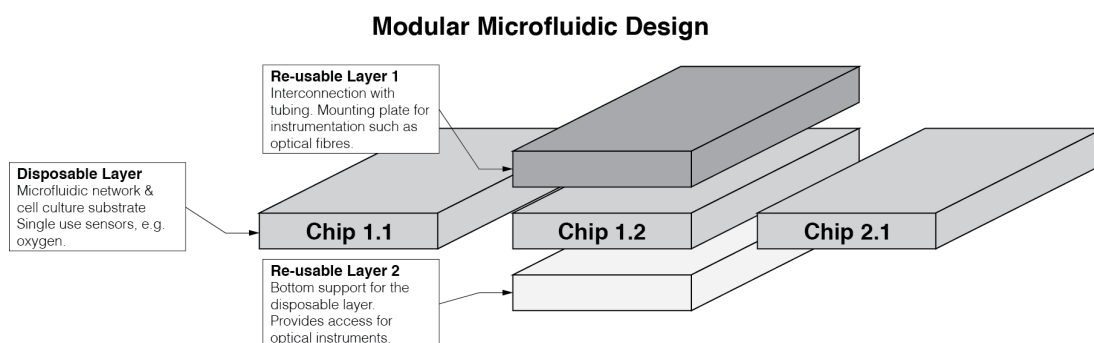 Modular Microfluidic Design
Re-usable Layer 1
Interconnection with
tubing. Mounting plate for
instrumentation such as
optical fibres.
Disposable Layer
Microfluidic network &
cell culture substrate
Single use sensors, e.g.
oxygen.
Chip 1.1
Chip 1.2
Chip 2.1
Re-usable Layer 2
Bottom support for the
disposable layer.
Provides access for
optical instruments.